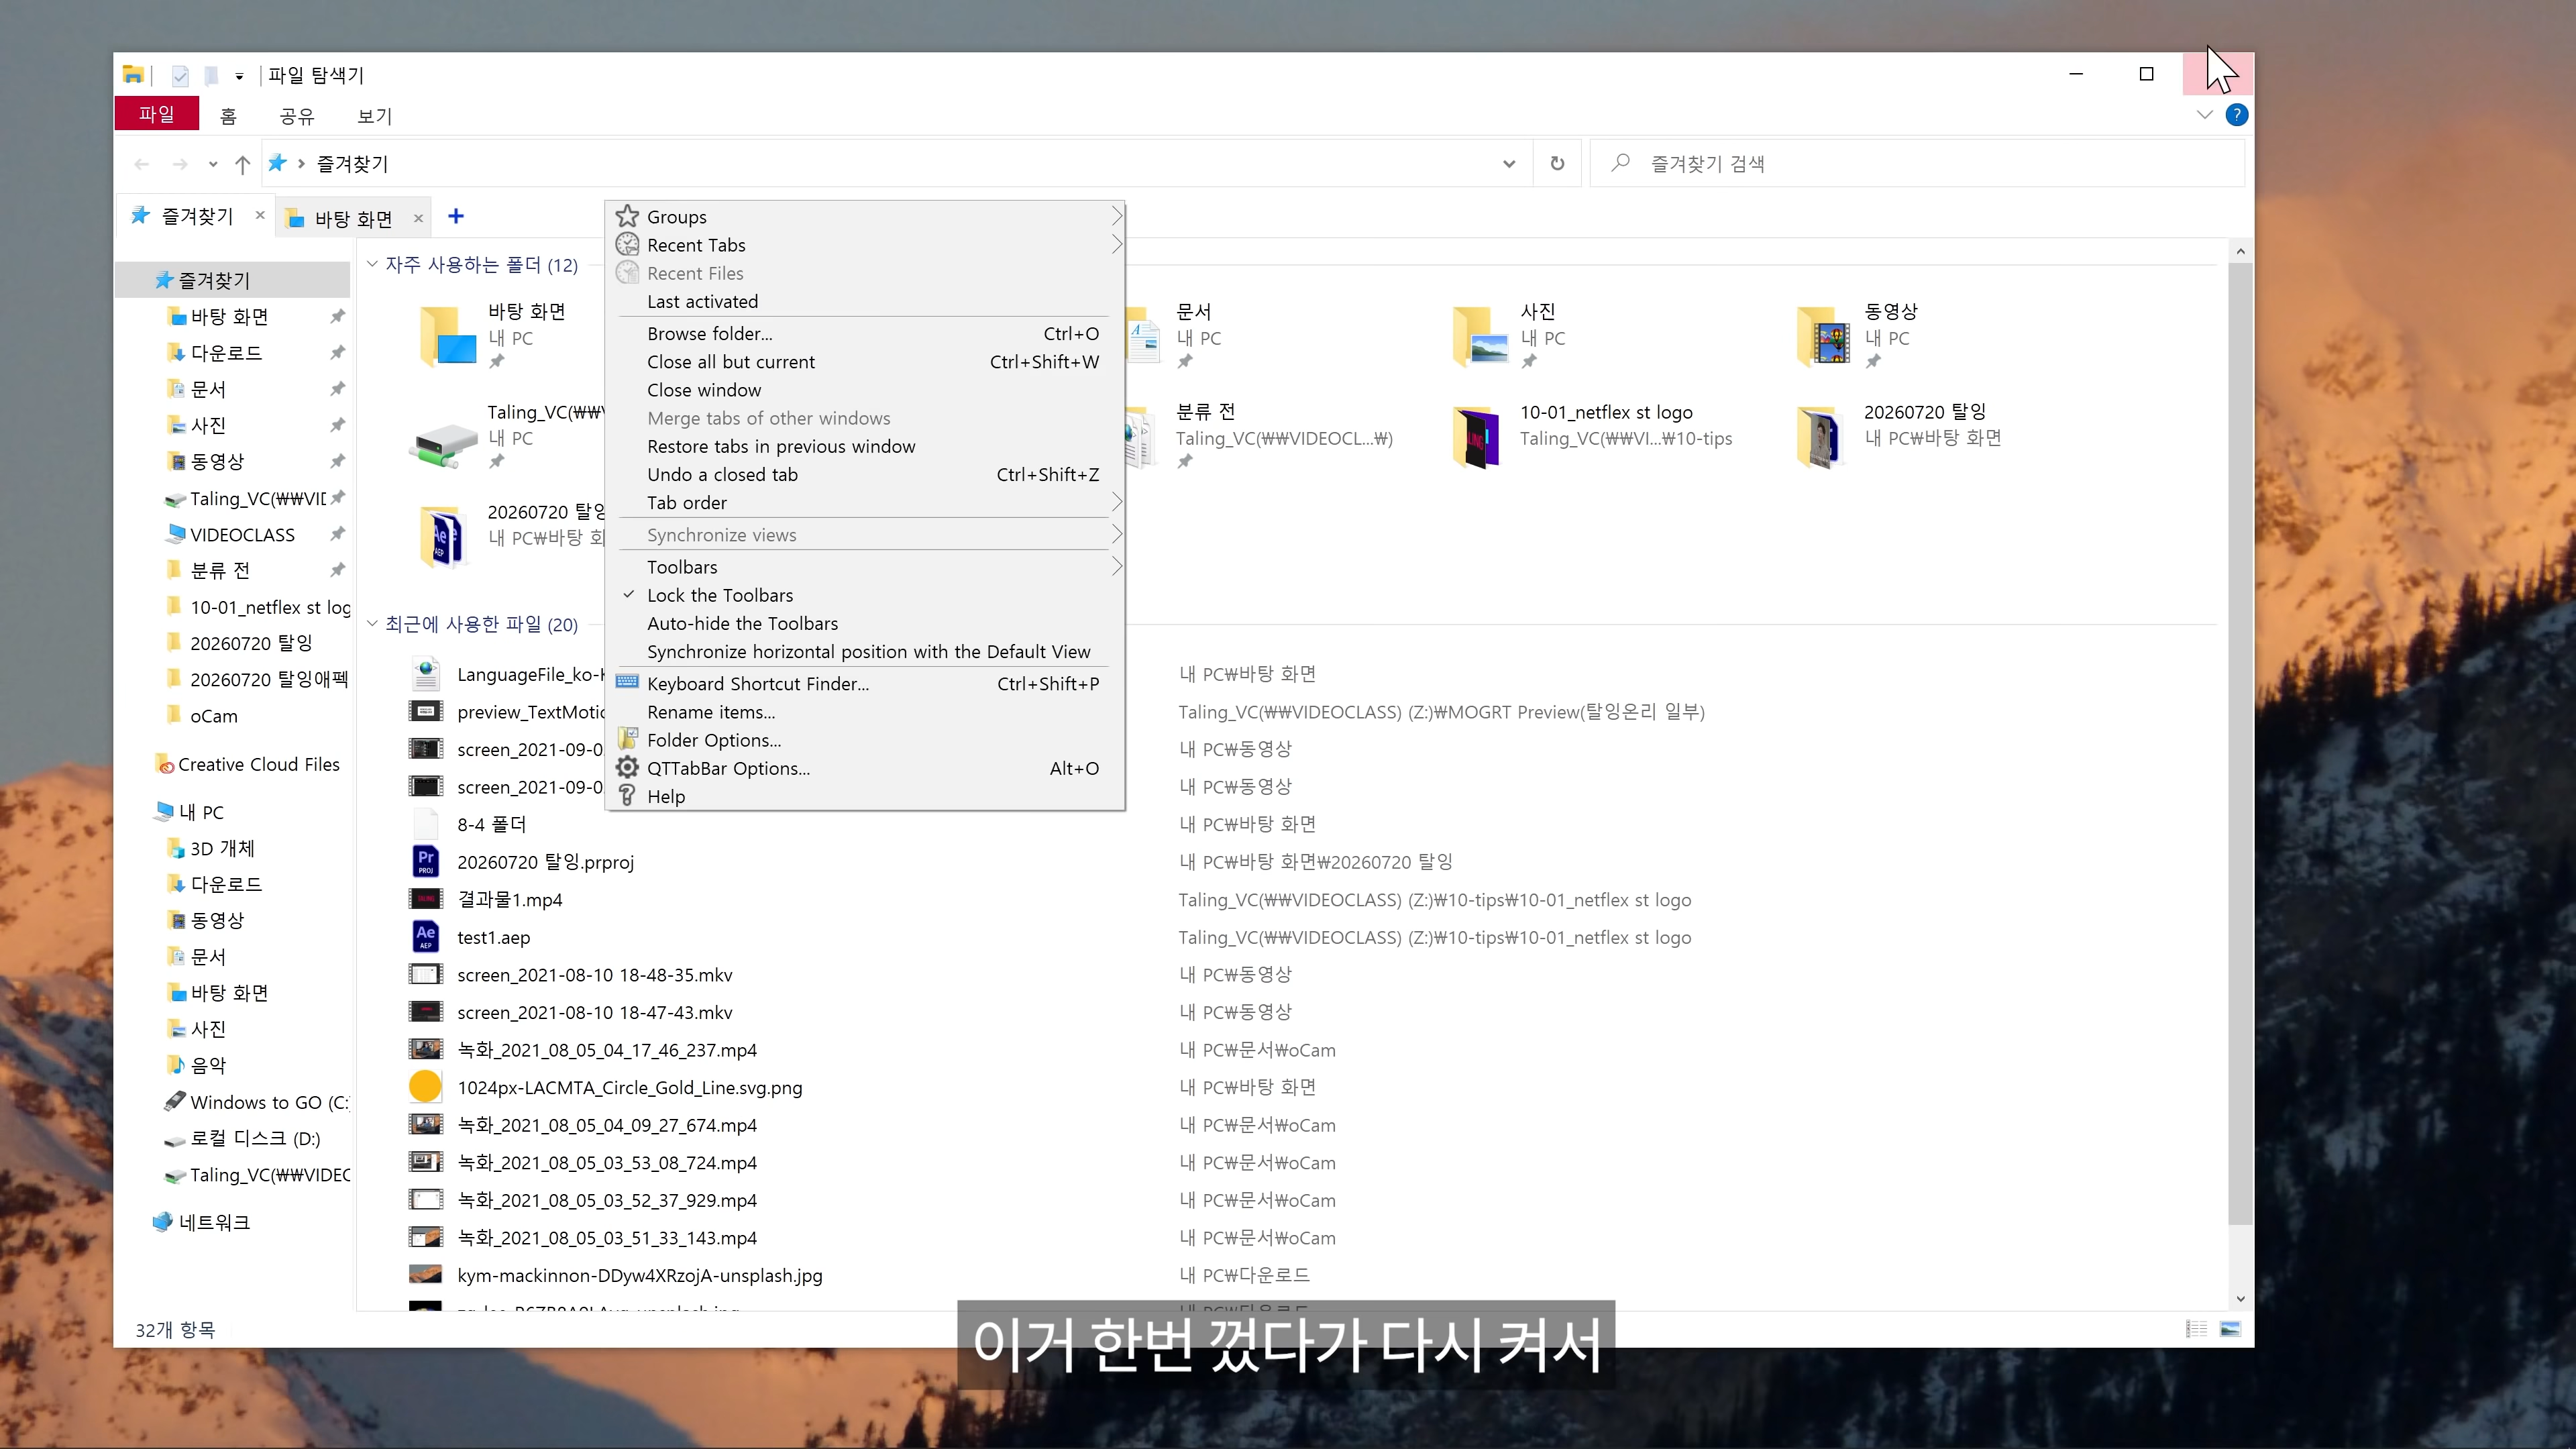 파일 탐색기
파일 홈 공유 보기
즐겨찾기
즐겨찾기 검색
즐겨찾기 바탕 화면
즐겨찾기
바탕 화면
다운로드
문서
사진
동영상
Taling_VC(₩₩VID
VIDEOCLASS
분류 전
10-01_netflex st log
20260720 탈잉
20260720 탈잉애펙
oCam
Creative Cloud Files
내 PC
3D 개체
다운로드
동영상
문서
바탕 화면
사진
음악
Windows to GO (C:)
로컬 디스크 (D:)
Taling_VC(₩₩VIDEC
네트워크
자주 사용하는 폴더 (12)
바탕 화면
내 PC
문서
내 PC
사진
내 PC
동영상
내 PC
Taling_VC(₩₩V
내 PC
분류 전
Taling_VC(₩₩VIDEOCL...₩)
10-01_netflex st logo
Taling_VC(₩₩VI...₩10-tips
20260720 탈잉
내 PC₩바탕 화면
20260720 탈잉
내 PC₩바탕 화
Groups
Recent Tabs
Recent Files
Last activated
Browse folder... Ctrl+O
Close all but current Ctrl+Shift+W
Close window
Merge tabs of other windows
Restore tabs in previous window
Undo a closed tab Ctrl+Shift+Z
Tab order
Synchronize views
Toolbars
Lock the Toolbars
Auto-hide the Toolbars
Synchronize horizontal position with the Default View
Keyboard Shortcut Finder... Ctrl+Shift+P
Rename items...
Folder Options...
QTTabBar Options... Alt+O
Help
최근에 사용한 파일 (20)
LanguageFile_ko-K 내 PC₩바탕 화면
preview_TextMotic Taling_VC(₩₩VIDEOCLASS) (Z:)₩MOGRT Preview(탈잉온리 일부)
screen_2021-09-0 내 PC₩동영상
screen_2021-09-0 내 PC₩동영상
8-4 폴더 내 PC₩바탕 화면
20260720 탈잉.prproj 내 PC₩바탕 화면₩20260720 탈잉
결과물1.mp4 Taling_VC(₩₩VIDEOCLASS) (Z:)₩10-tips₩10-01_netflex st logo
test1.aep Taling_VC(₩₩VIDEOCLASS) (Z:)₩10-tips₩10-01_netflex st logo
screen_2021-08-10 18-48-35.mkv 내 PC₩동영상
screen_2021-08-10 18-47-43.mkv 내 PC₩동영상
녹화_2021_08_05_04_17_46_237.mp4 내 PC₩문서₩oCam
1024px-LACMTA_Circle_Gold_Line.svg.png 내 PC₩바탕 화면
녹화_2021_08_05_04_09_27_674.mp4 내 PC₩문서₩oCam
녹화_2021_08_05_03_53_08_724.mp4 내 PC₩문서₩oCam
녹화_2021_08_05_03_52_37_929.mp4 내 PC₩문서₩oCam
녹화_2021_08_05_03_51_33_143.mp4 내 PC₩문서₩oCam
kym-mackinnon-DDyw4XRzojA-unsplash.jpg 내 PC₩다운로드
32개 항목
이거 한번 껐다가 다시 켜서